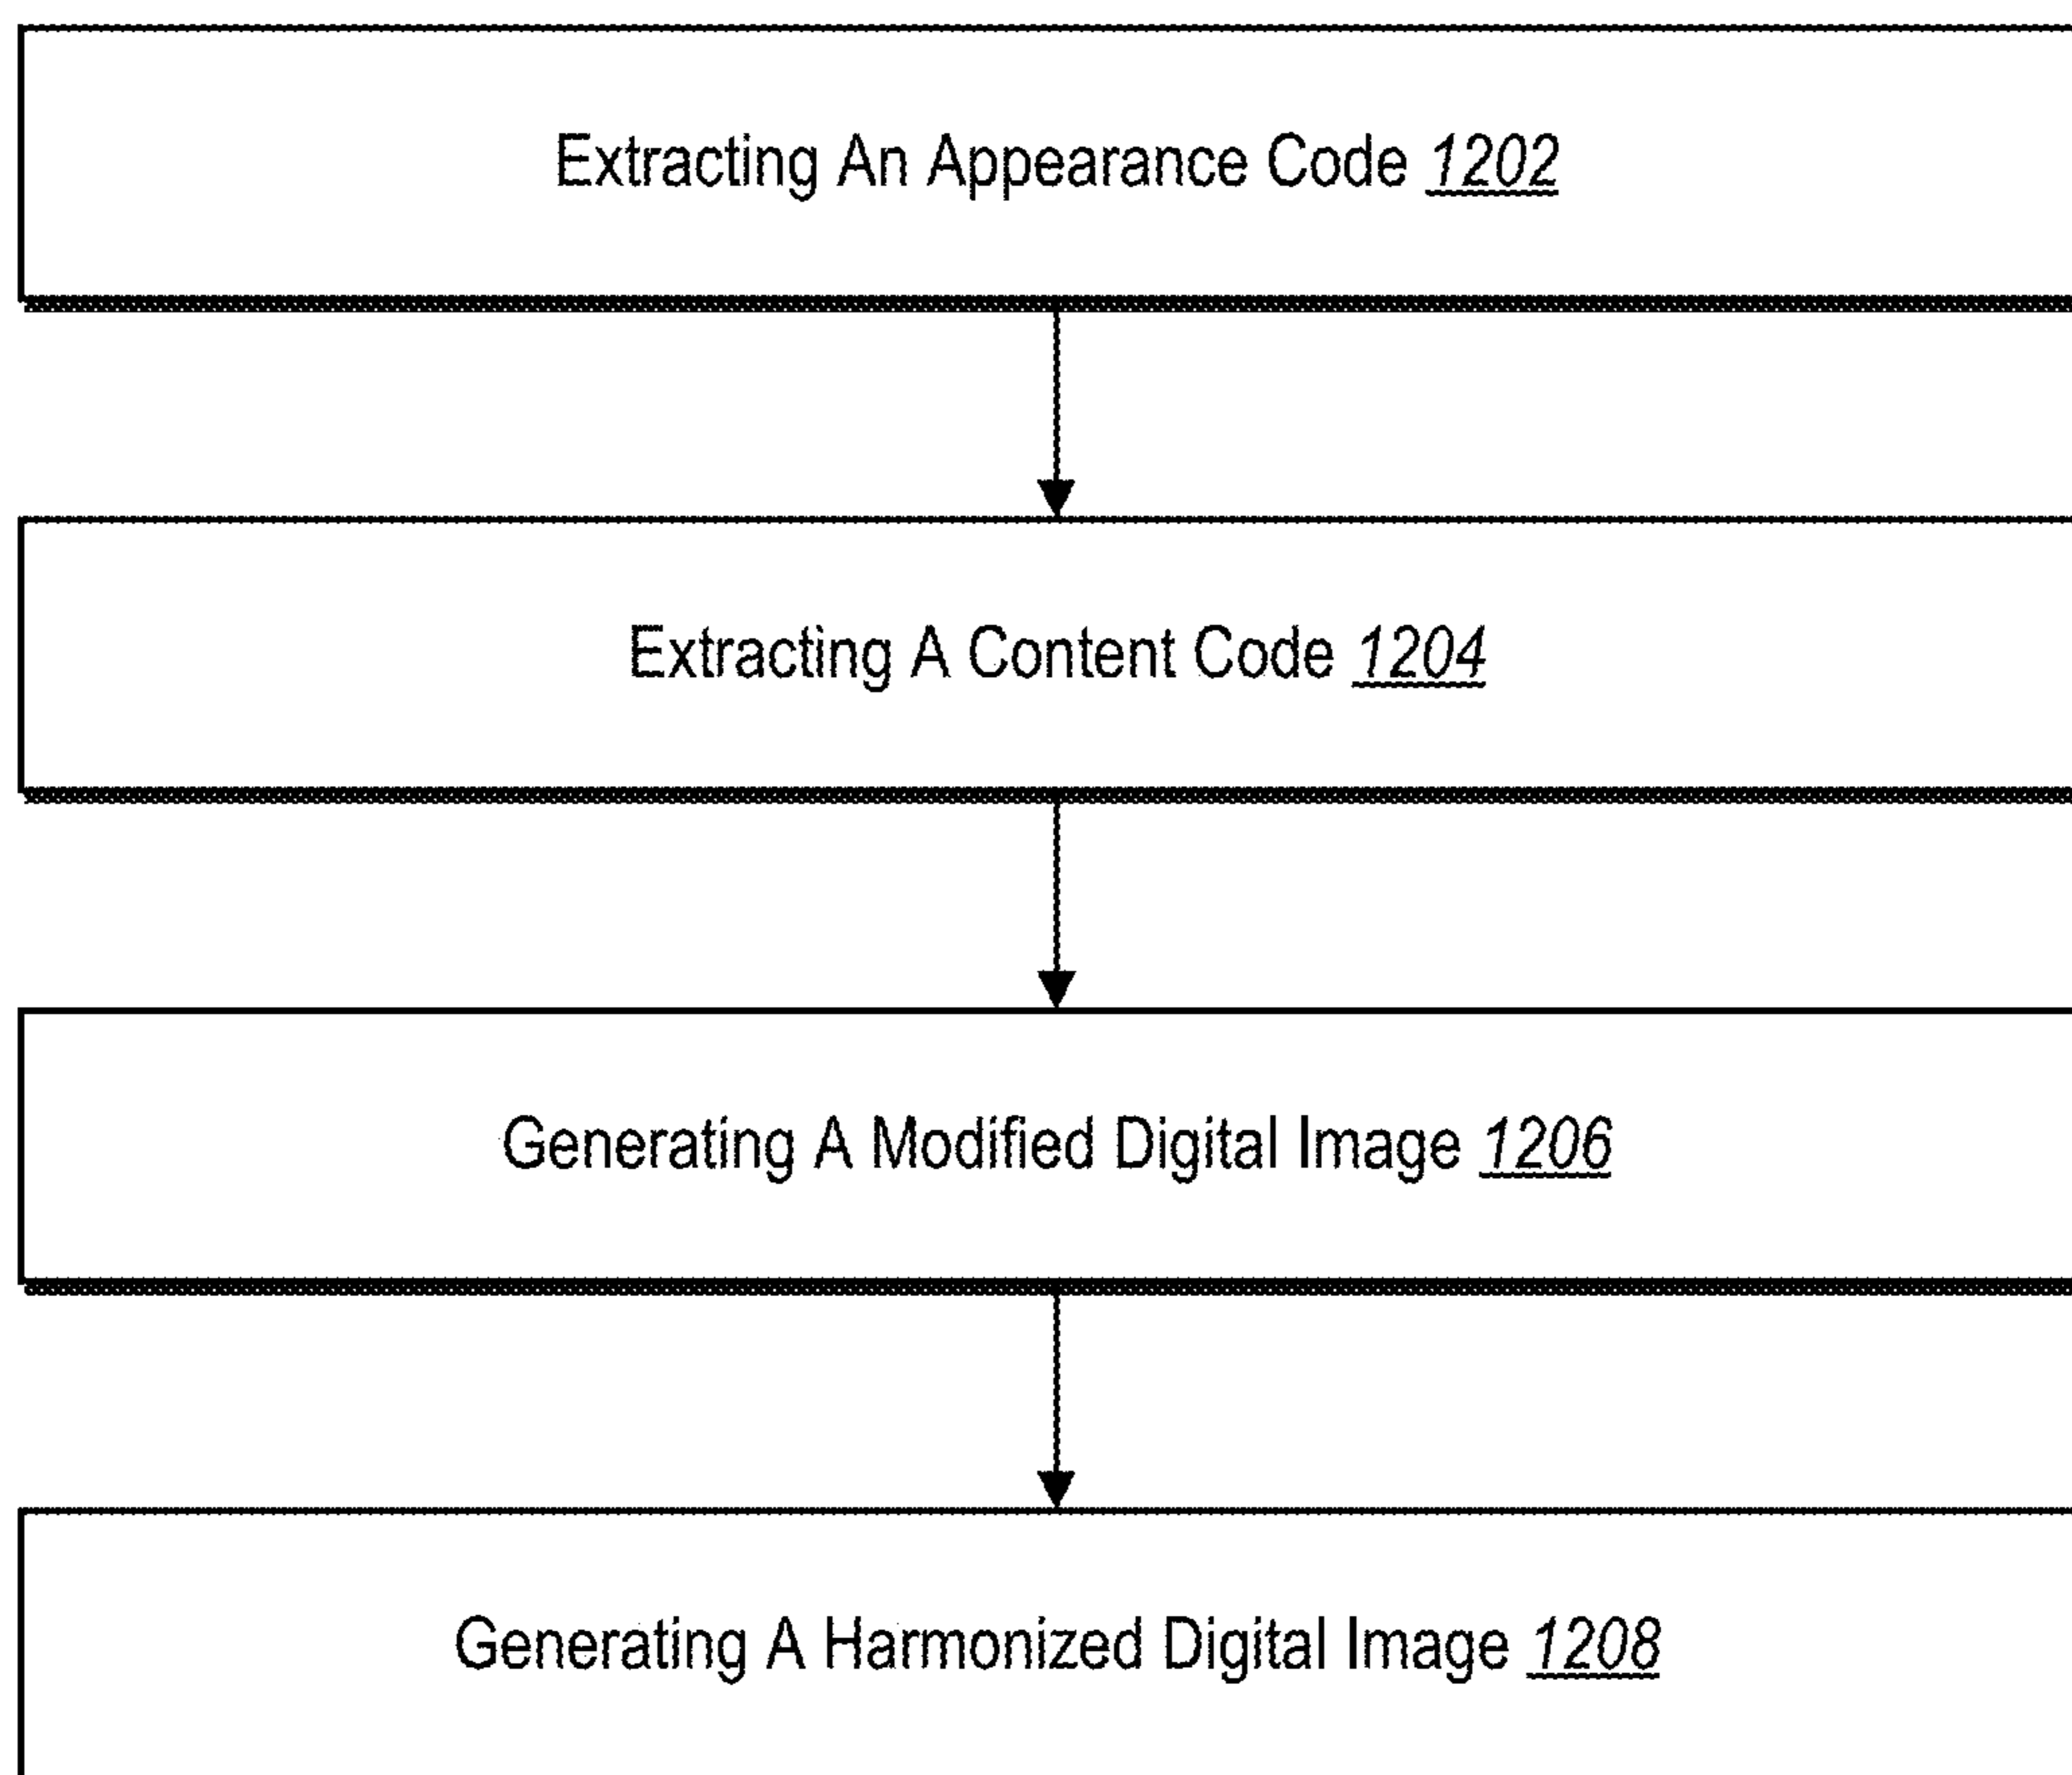 Extracting An Appearance Code 1202
Extracting A Content Code 1204
Generating A Modified Digital Image 1206
Generating A Harmonized Digital Image 1208